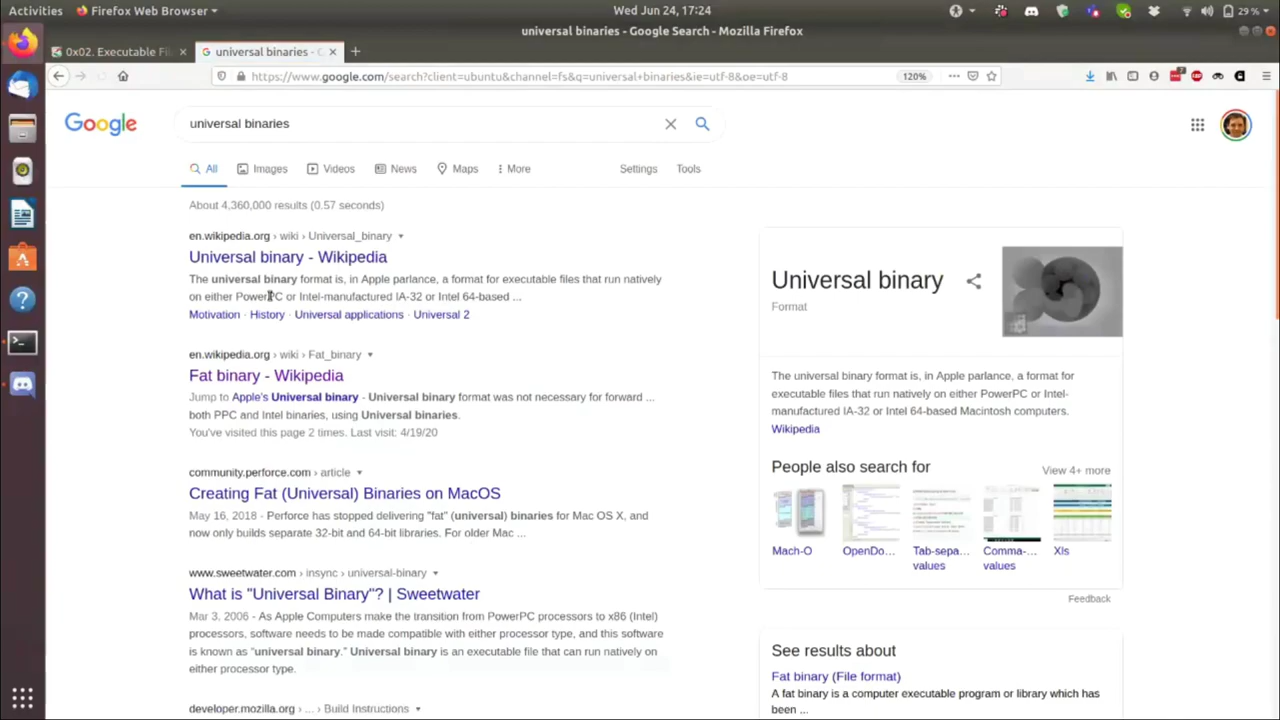 Activities
Firefox Web Browser
Wed Jun 24, 17:24
29 %
universal binaries - Google Search - Mozilla Firefox
0x02. Executable Fi
universal binaries - G
https://www.google.com/search?client=ubuntu&channel=fs&q=universal+binaries&ie=utf-8&oe=utf-8
120%
Google
universal binaries
All
Images
Videos
News
Maps
More
Settings
Tools
About 4,360,000 results (0.57 seconds)
en.wikipedia.org › wiki › Universal_binary
Universal binary - Wikipedia
The universal binary format is, in Apple parlance, a format for executable files that run natively
on either PowerPC or Intel-manufactured IA-32 or Intel 64-based ...
Motivation · History · Universal applications · Universal 2
en.wikipedia.org › wiki › Fat_binary
Fat binary - Wikipedia
Jump to Apple's Universal binary - Universal binary format was not necessary for forward ...
both PPC and Intel binaries, using Universal binaries.
You've visited this page 2 times. Last visit: 4/19/20
community.perforce.com › article
Creating Fat (Universal) Binaries on MacOS
May 16, 2018 - Perforce has stopped delivering "fat" (universal) binaries for Mac OS X, and
now only builds separate 32-bit and 64-bit libraries. For older Mac ...
www.sweetwater.com › insync › universal-binary
What is "Universal Binary"? | Sweetwater
Mar 3, 2006 - As Apple Computers make the transition from PowerPC processors to x86 (Intel)
processors, software needs to be made compatible with either processor type, and this software
is known as "universal binary." Universal binary is an executable file that can run natively on
either processor type.
developer.mozilla.org › ... › Build Instructions
Universal binary
Format
The universal binary format is, in Apple parlance, a format for
executable files that run natively on either PowerPC or Intel-
manufactured IA-32 or Intel 64-based Macintosh computers.
Wikipedia
People also search for
View 4+ more
Mach-O
OpenDo...
Tab-sepa...
values
Comma-...
values
Xls
Feedback
See results about
Fat binary (File format)
A fat binary is a computer executable program or library which has
been ...